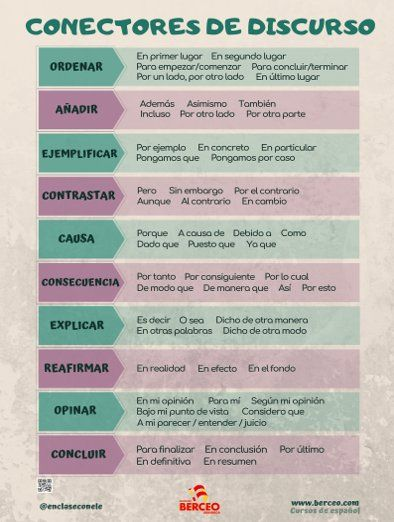 CONECTORES DE DISCURSO
ORDENAR
En primer lugar En segundo lugar
Para empezar/comenzar Para concluir/terminar
Por un lado, por otro lado En último lugar
AÑADIR
Además Asimismo También
Incluso Por otro lado Por otra parte
EJEMPLIFICAR
Por ejemplo En concreto En particular
Pongamos que Pongamos por caso
CONTRASTAR
Pero Sin embargo Por el contrario
Aunque Al contrario En cambio
CAUSA
Porque A causa de Debido a Como
Dado que Puesto que Ya que
CONSECUENCIA
Por tanto Por consiguiente Por lo cual
De modo que De manera que Así Por esto
EXPLICAR
Es decir O sea Dicho de otra manera
En otras palabras Dicho de otro modo
REAFIRMAR
En realidad En efecto En el fondo
OPINAR
En mi opinión Para mí Según mi opinión
Bajo mi punto de vista Considero que
A mi parecer / entender / juicio
CONCLUIR
Para finalizar En conclusión Por último
En definitiva En resumen
@enclaseconele
BERCEO
www.berceo.com
Cursos de español